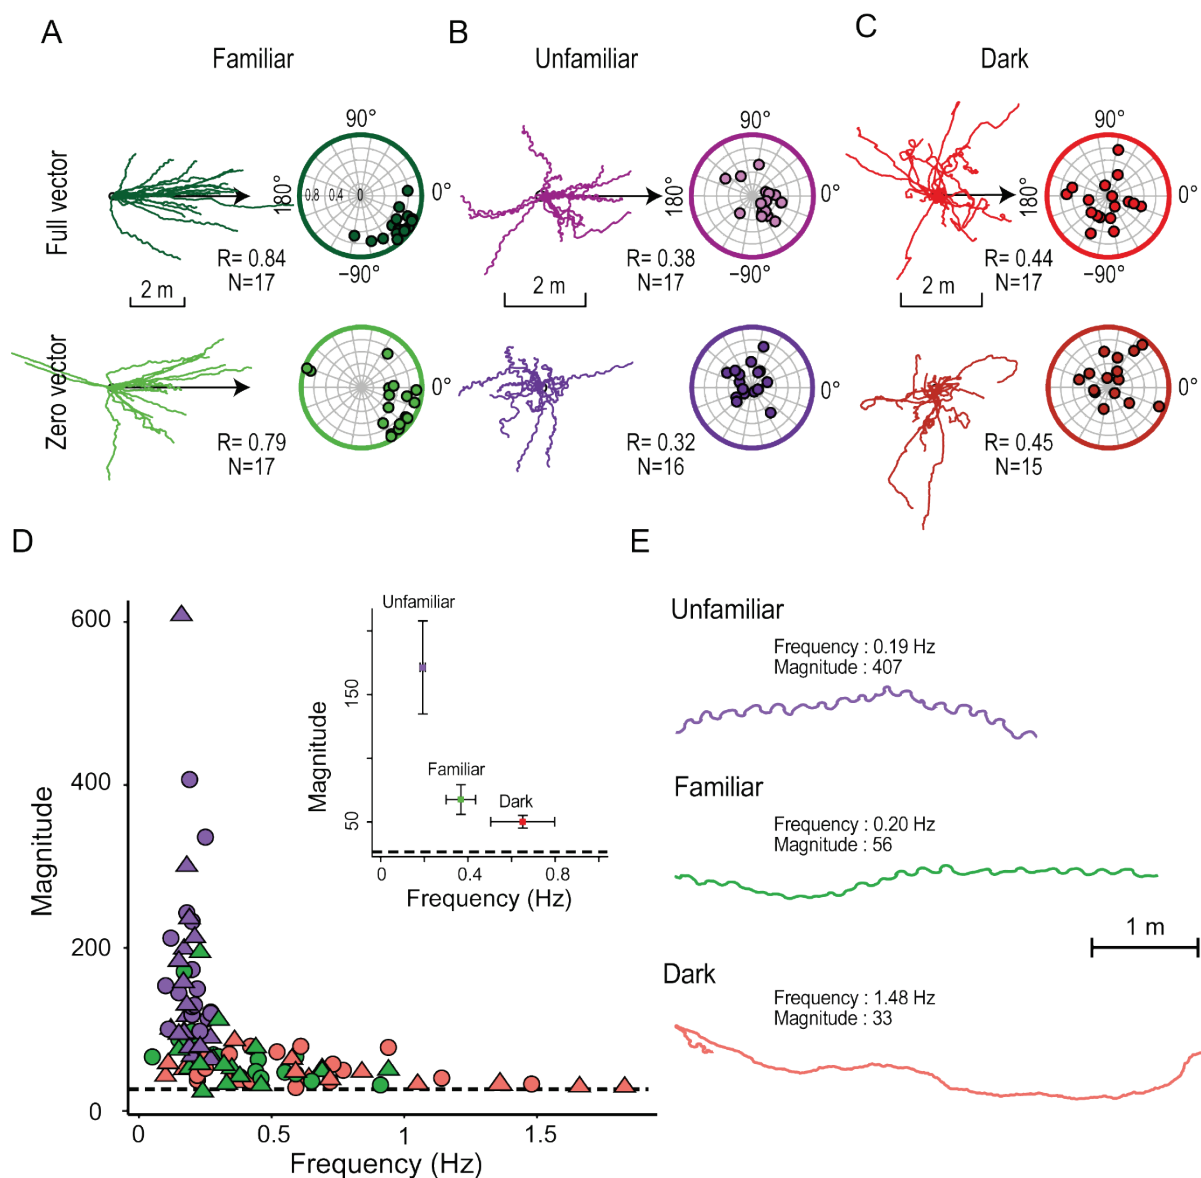 A
B
C
Familiar
Unfamiliar
Dark
Full vector
90°
180°
0.8 0.4 0
0°
−90°
R= 0.84
N=17
2 m
90°
180°
0°
−90°
R= 0.38
N=17
2 m
90°
180°
0°
−90°
R= 0.44
N=17
2 m
Zero vector
0°
R= 0.79
N=17
0°
R= 0.32
N=16
0°
R= 0.45
N=15
D
Magnitude
600
400
200
0
0
0.5
1
1.5
Frequency (Hz)
Unfamiliar
Familiar
Dark
Magnitude
150
50
0
0.4
0.8
Frequency (Hz)
E
Unfamiliar
Frequency : 0.19 Hz
Magnitude : 407
Familiar
Frequency : 0.20 Hz
Magnitude : 56
1 m
Dark
Frequency : 1.48 Hz
Magnitude : 33